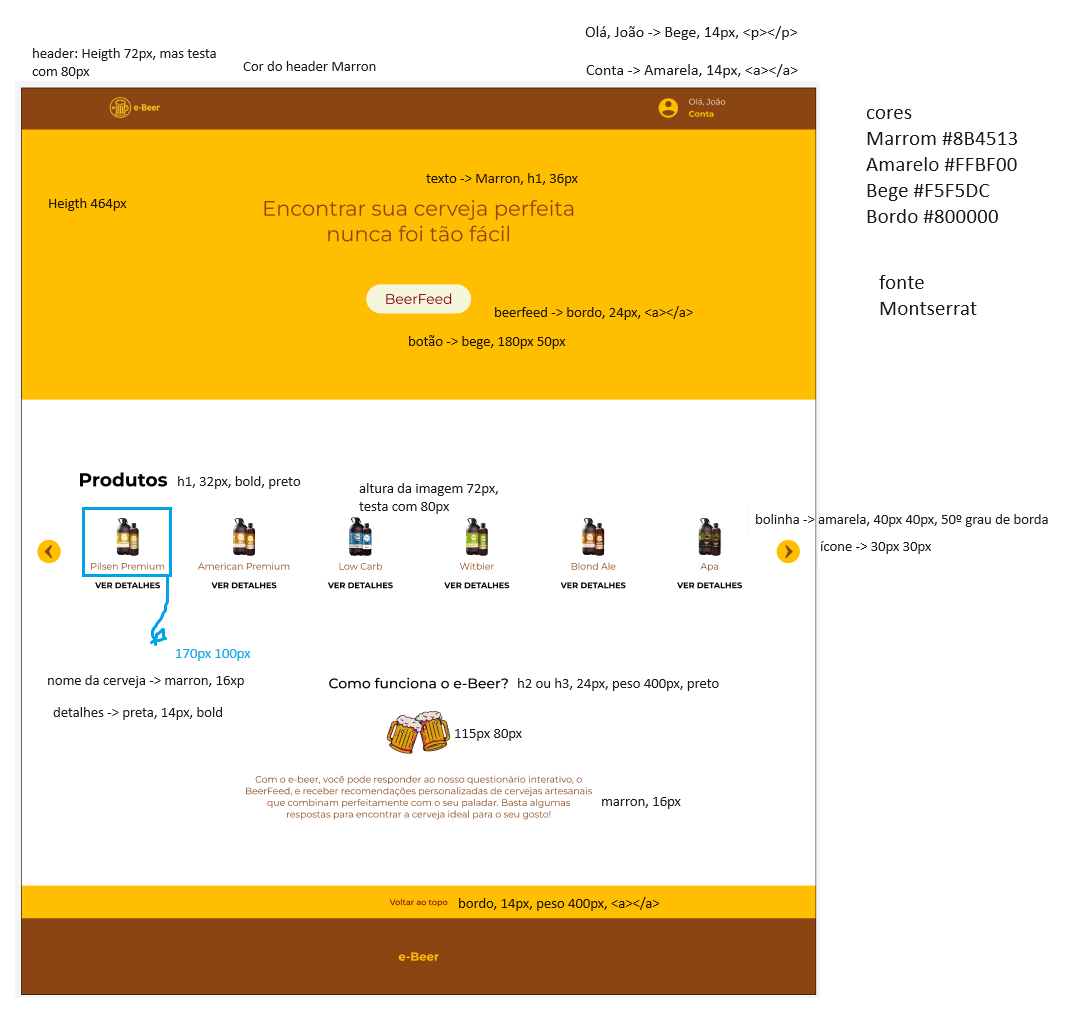 Olá, João -> Bege, 14px, <p></p>
header: Heigth 72px, mas testa
com 80px
Cor do header Marron
Conta -> Amarela, 14px, <a></a>
e-Beer
Olá, João
Conta
cores
Marrom #8B4513
Amarelo #FFBF00
Bege #F5F5DC
Bordo #800000
texto -> Marron, h1, 36px
Heigth 464px
Encontrar sua cerveja perfeita
nunca foi tão fácil
fonte
Montserrat
BeerFeed
beerfeed -> bordo, 24px, <a></a>
botão -> bege, 180px 50px
Produtos
h1, 32px, bold, preto
altura da imagem 72px,
testa com 80px
bolinha -> amarela, 40px 40px, 50º grau de borda
ícone -> 30px 30px
Pilsen Premium
American Premium
Low Carb
Witbier
Blond Ale
Apa
VER DETALHES
VER DETALHES
VER DETALHES
VER DETALHES
VER DETALHES
VER DETALHES
170px 100px
nome da cerveja -> marron, 16xp
detalhes -> preta, 14px, bold
Como funciona o e-Beer?
h2 ou h3, 24px, peso 400px, preto
115px 80px
Com o e-beer, você pode responder ao nosso questionário interativo, o
BeerFeed, e receber recomendações personalizadas de cervejas artesanais
que combinam perfeitamente com o seu paladar. Basta algumas
respostas para encontrar a cerveja ideal para o seu gosto!
marron, 16px
Voltar ao topo
bordo, 14px, peso 400px, <a></a>
e-Beer